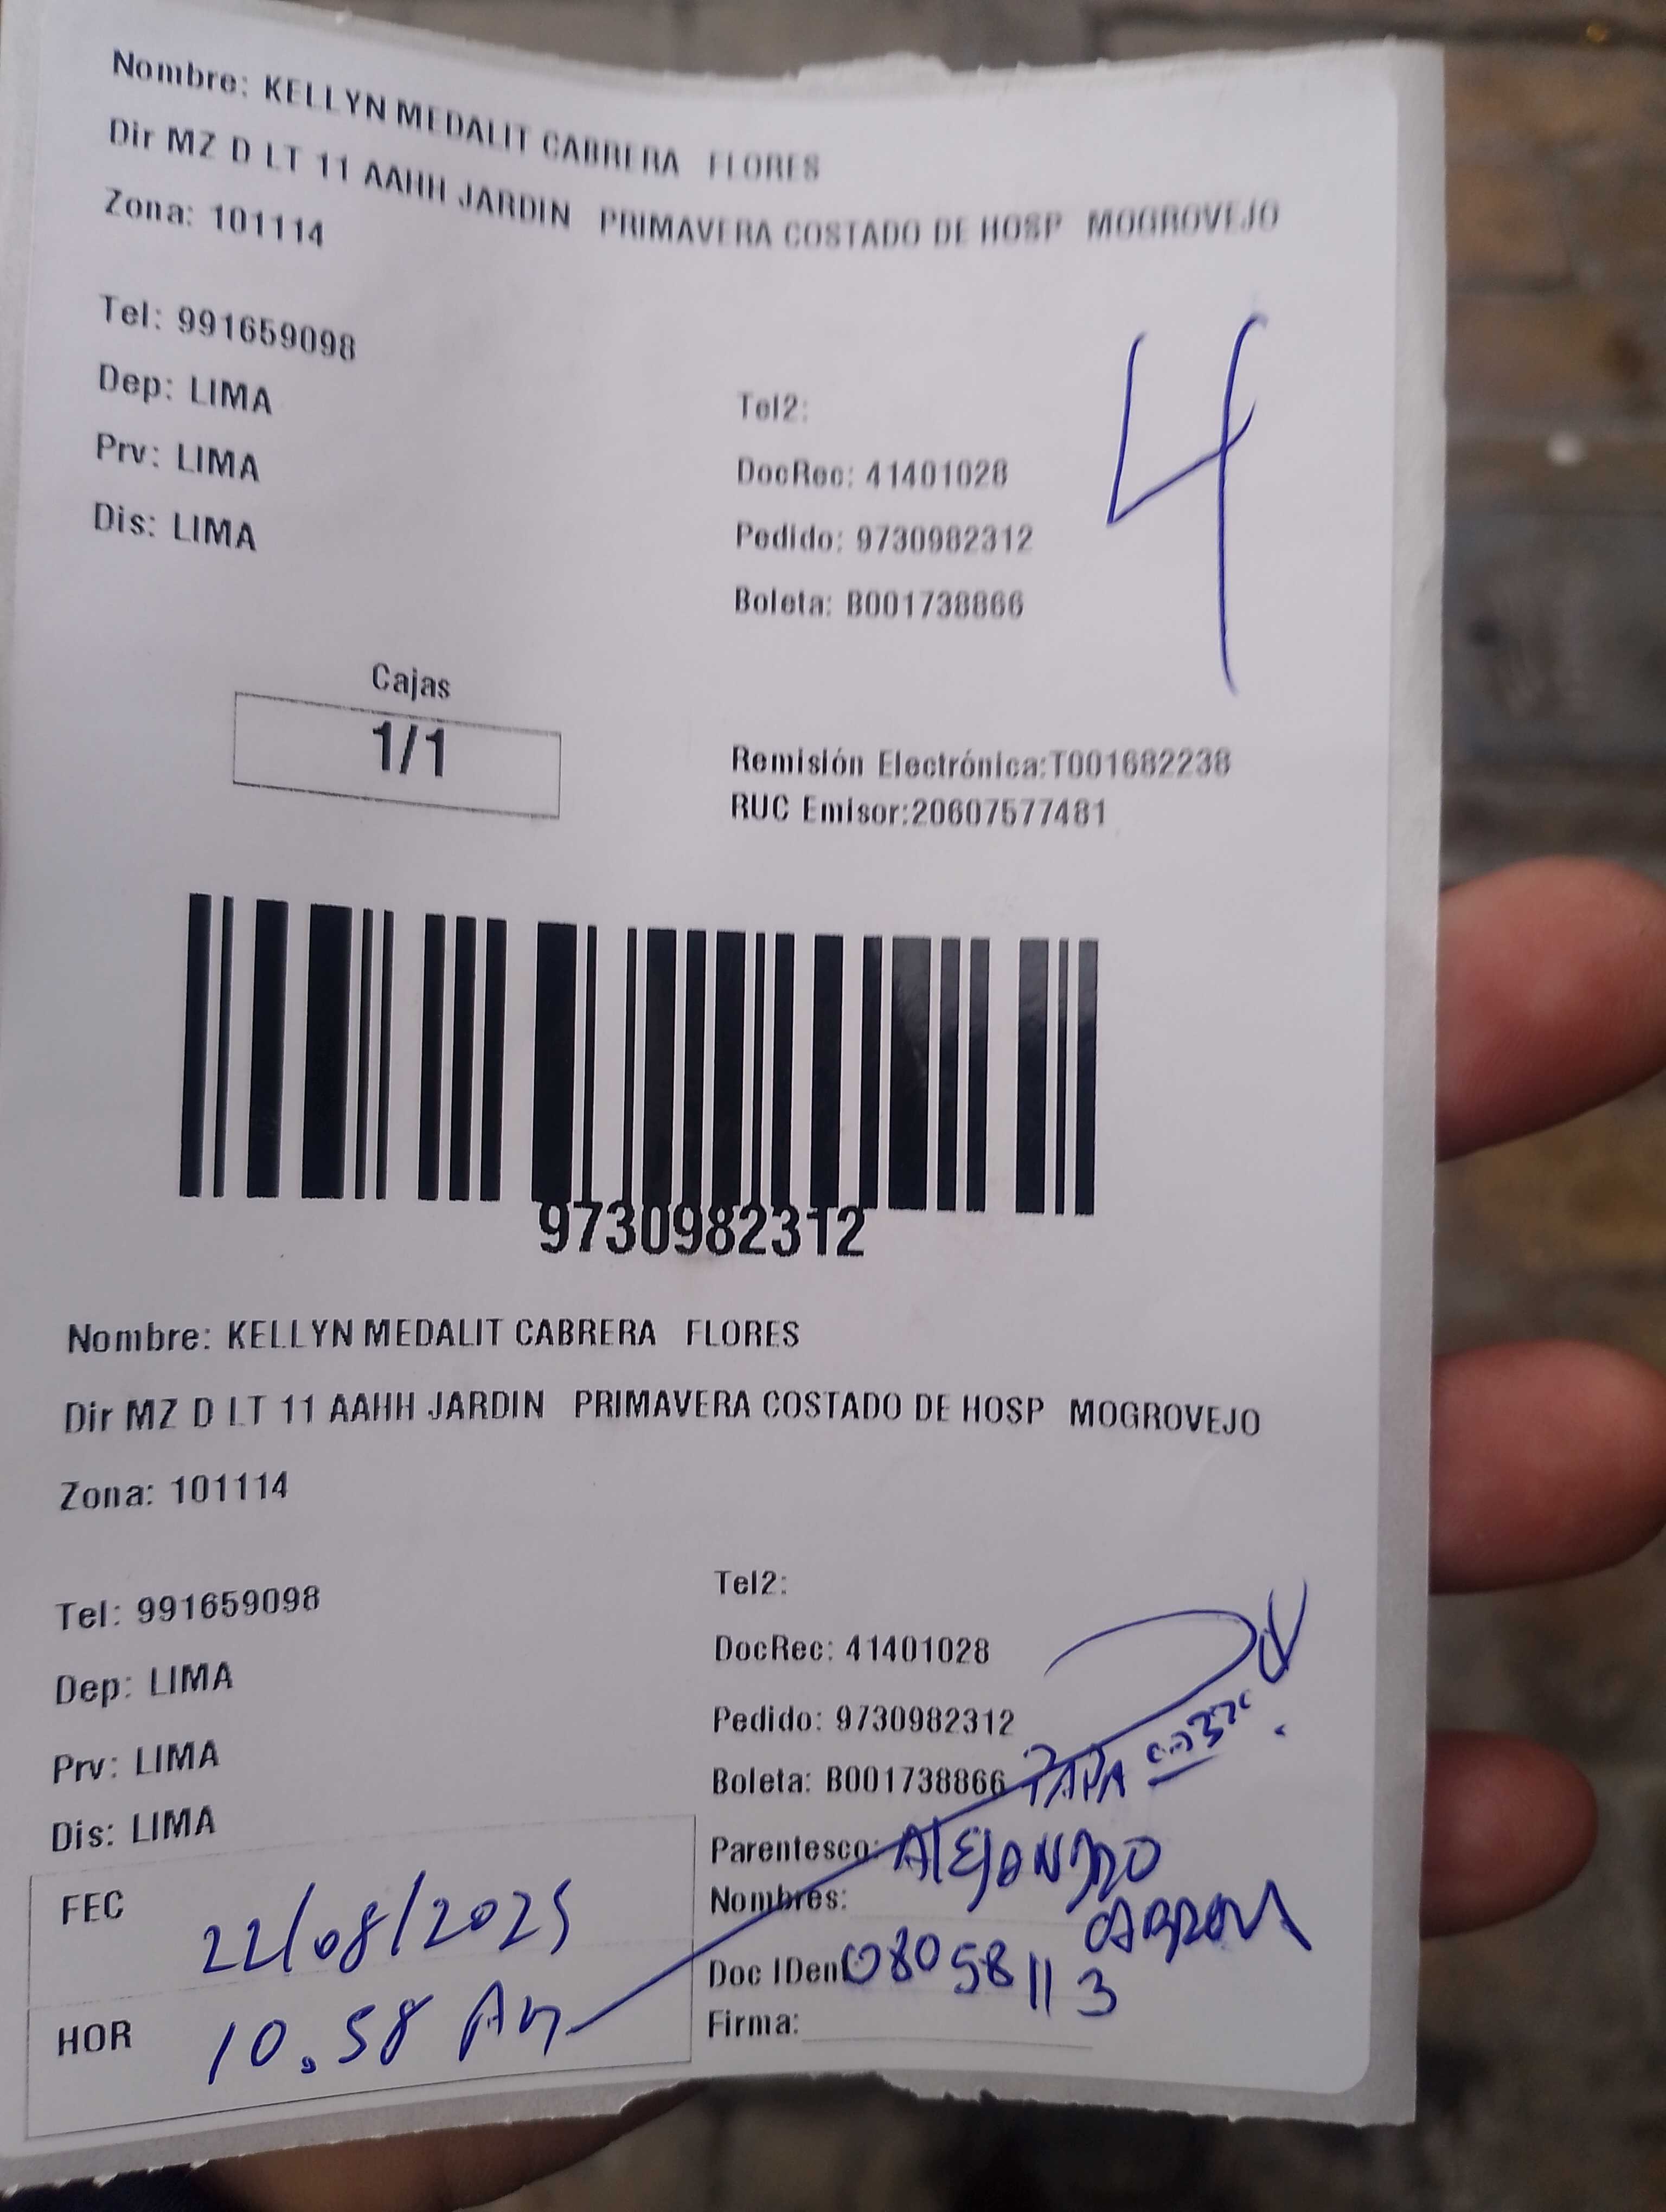 Nombre: KELLYN MEDALIT CABRERA FLORES
Dir MZ D LT 11 AAHH JARDIN PRIMAVERA COSTADO DE HOSP MOGROVEJO
Zona: 101114
Tel: 991659098
Tel2:
Dep: LIMA
DocRec: 41401028
Prv: LIMA
Pedido: 9730982312
Dis: LIMA
Boleta: B001738866
4
Cajas
1/1
Remisión Electrónica:T001682238
RUC Emisor:20607577481
9730982312
Nombre: KELLYN MEDALIT CABRERA FLORES
Dir MZ D LT 11 AAHH JARDIN PRIMAVERA COSTADO DE HOSP MOGROVEJO
Zona: 101114
Tel: 991659098
Tel2:
Dep: LIMA
DocRec: 41401028
Prv: LIMA
Pedido: 9730982312
Dis: LIMA
Boleta: B001738866
PAPA
Parentesco: ALEJANDRO
Nombres:
Doc IDen 08058113
Firma:
FEC 22/08/2025
HOR 10.58 AM